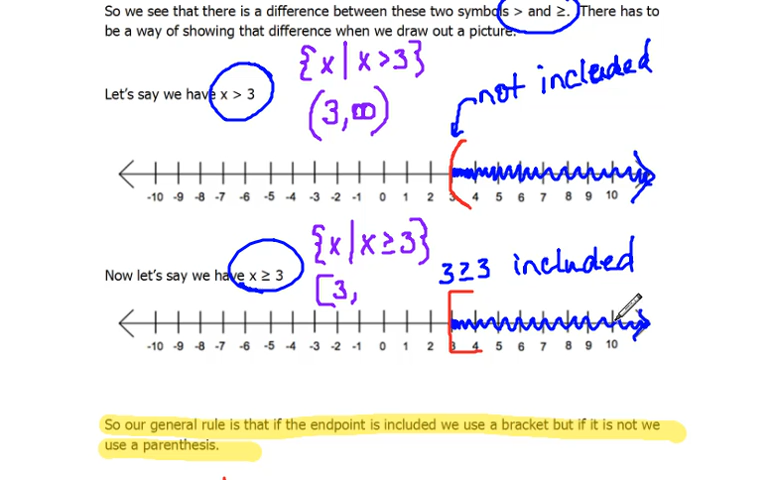 So we see that there is a difference between these two symbols > and ≥. There has to
be a way of showing that difference when we draw out a picture.
{x | x > 3}
not included
Let's say we have x > 3
(3, ∞)
-10 -9 -8 -7 -6 -5 -4 -3 -2 -1 0 1 2 3 4 5 6 7 8 9 10
{x | x ≥ 3}
3 ≥ 3 included
Now let's say we have x ≥ 3
[3,
-10 -9 -8 -7 -6 -5 -4 -3 -2 -1 0 1 2 3 4 5 6 7 8 9 10
So our general rule is that if the endpoint is included we use a bracket but if it is not we
use a parenthesis.